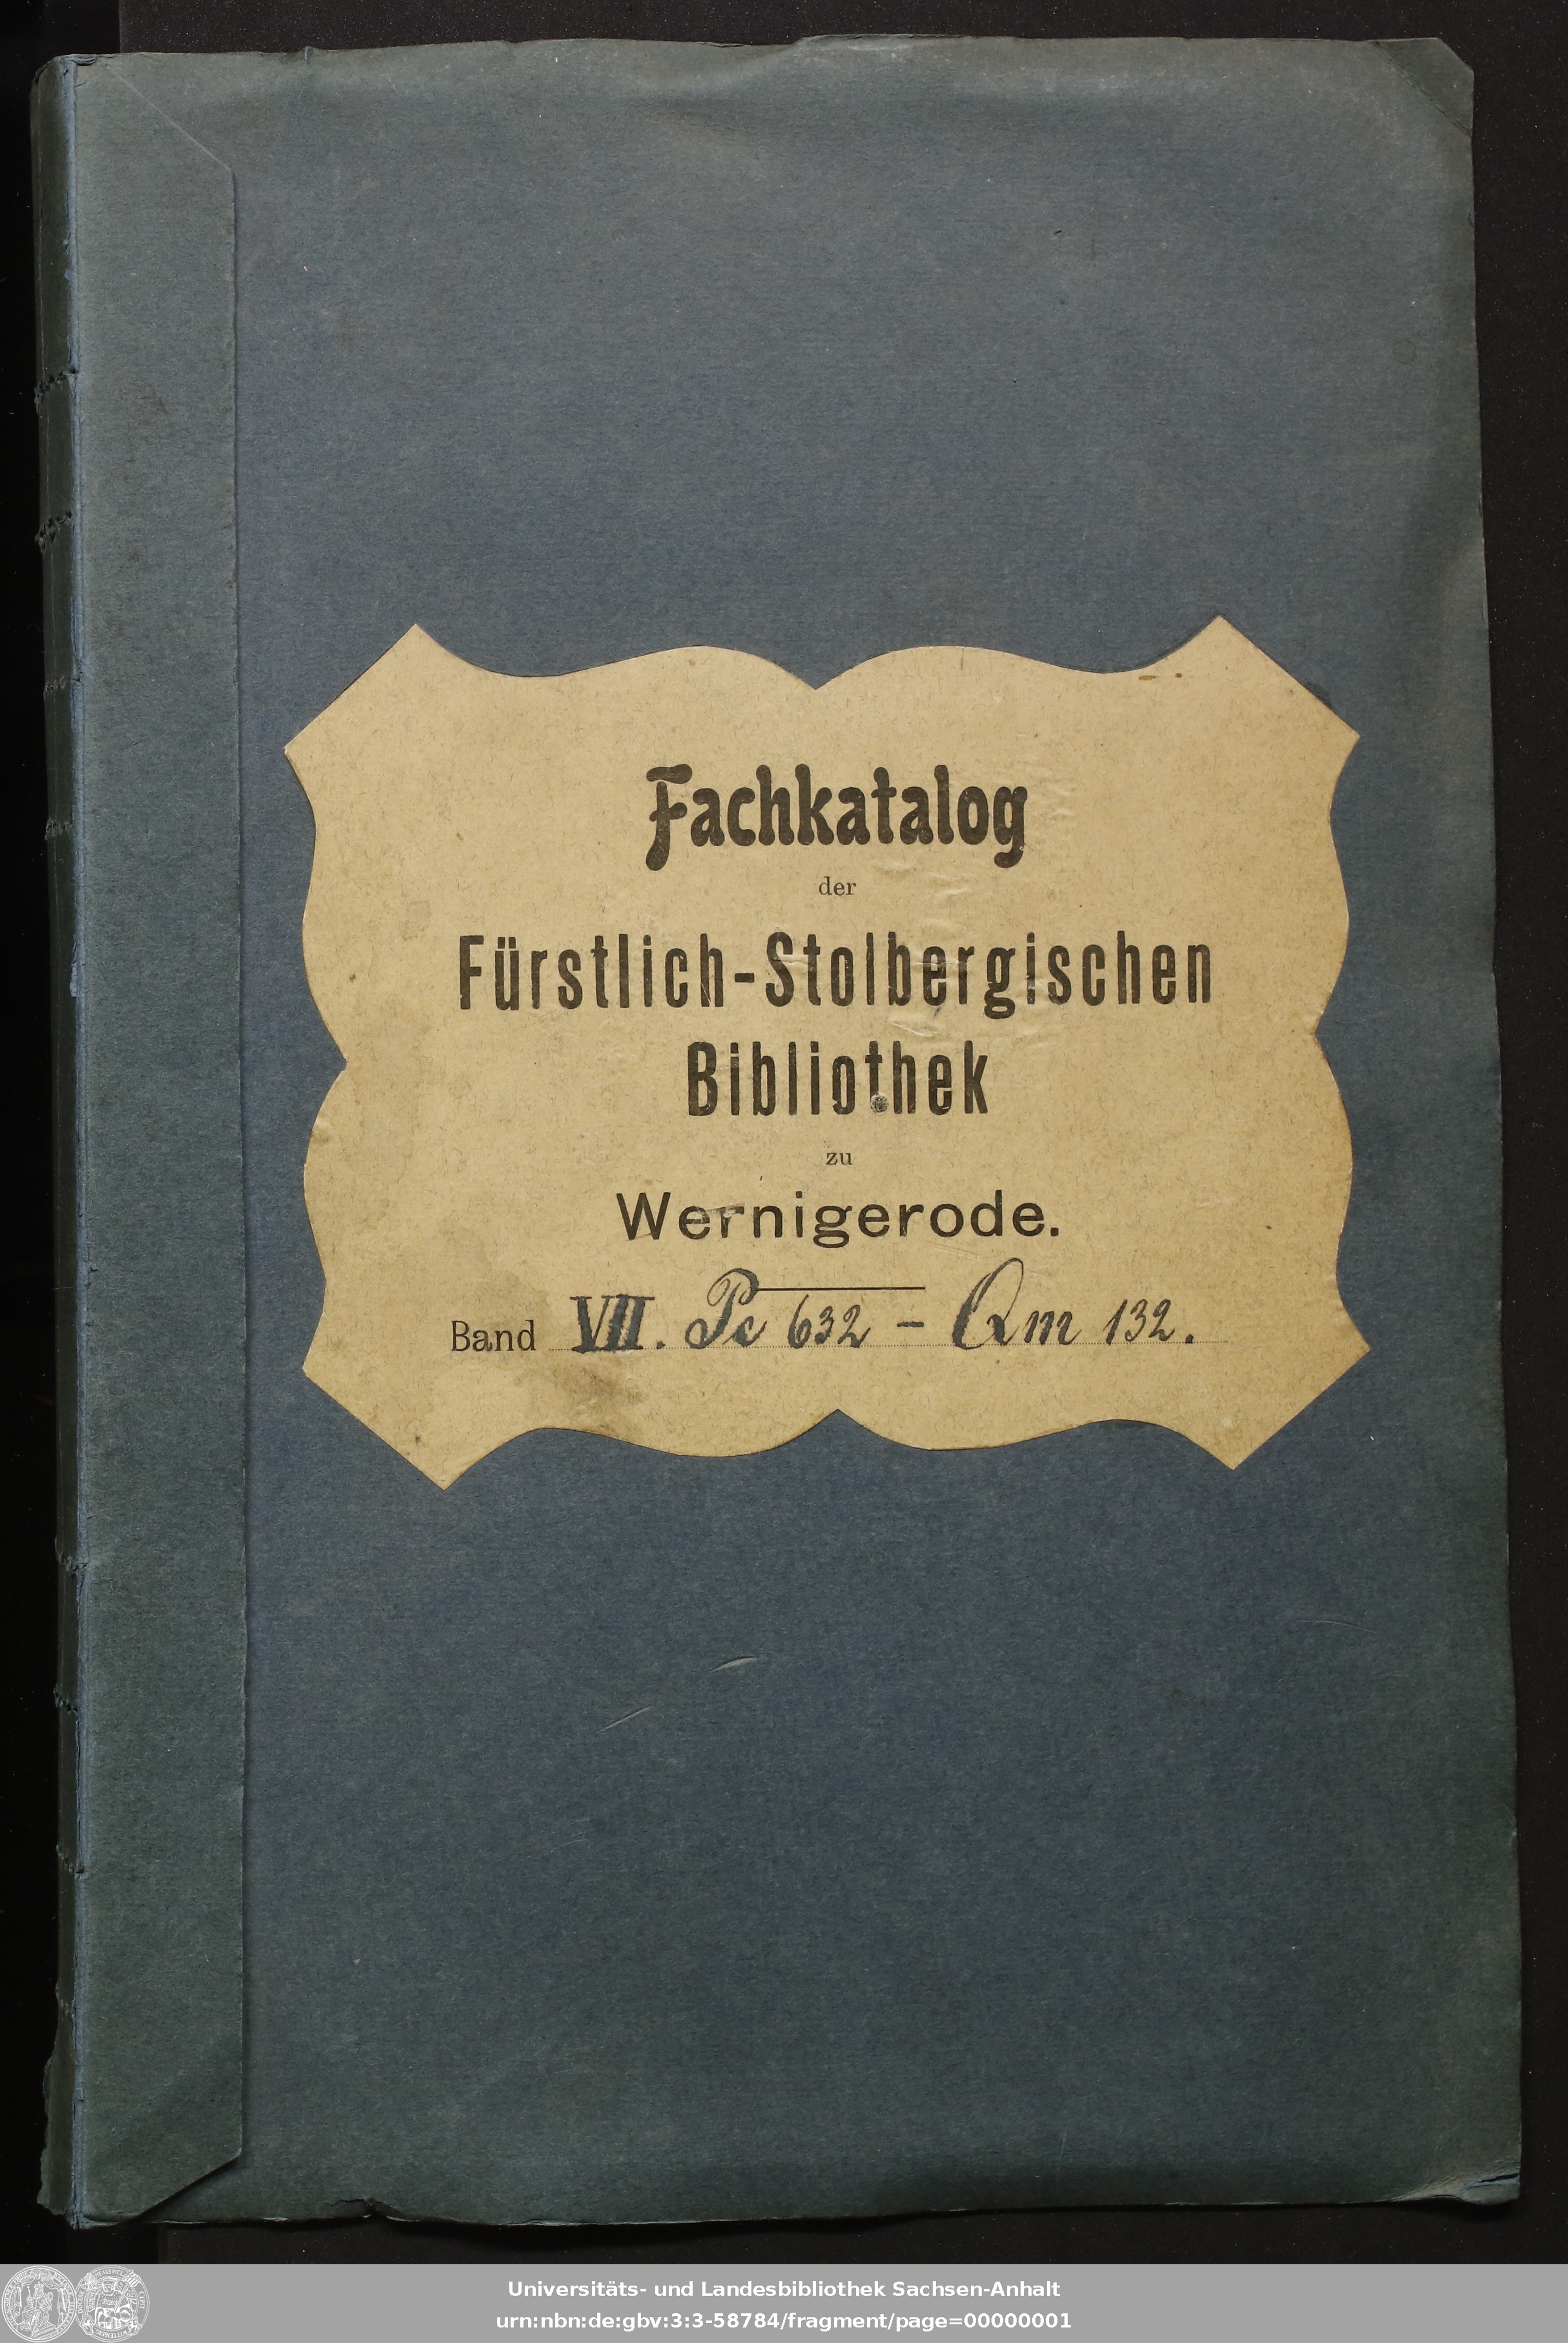 Fachkatalog
der
Fürstlich-Stolbergischen
Bibliothek
zu
Wernigerode.
Band VII. Pc 632 – Qm 132.
Universitäts- und Landesbibliothek Sachsen-Anhalt
urn:nbn:de:gbv:3:3-58784/fragment/page=00000001